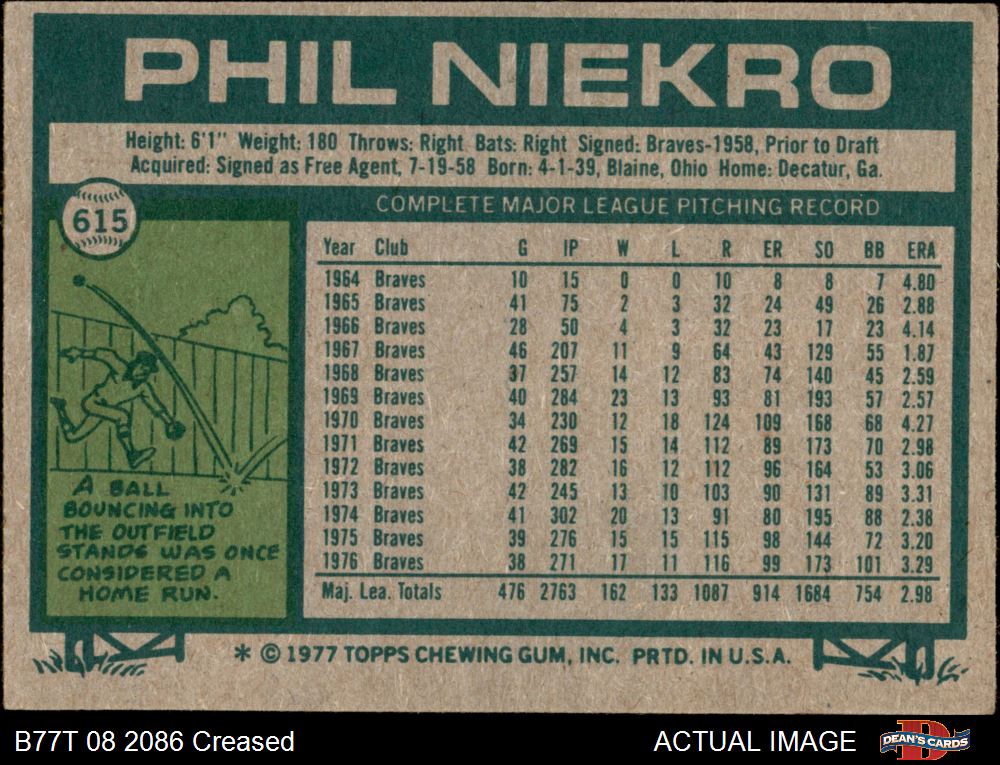 PHIL NIEKRO
Height: 6'1" Weight: 180 Throws: Right Bats: Right Signed: Braves-1958, Prior to Draft
Acquired: Signed as Free Agent, 7-19-58 Born: 4-1-39, Blaine, Ohio Home: Decatur, Ga.
615
COMPLETE MAJOR LEAGUE PITCHING RECORD
Year Club G IP W L R ER SO BB ERA
1964 Braves 10 15 0 0 10 8 8 7 4.80
1965 Braves 41 75 2 3 32 24 49 26 2.88
1966 Braves 28 50 4 3 32 23 17 23 4.14
1967 Braves 46 207 11 9 64 43 129 55 1.87
1968 Braves 37 257 14 12 83 74 140 45 2.59
1969 Braves 40 284 23 13 93 81 193 57 2.57
1970 Braves 34 230 12 18 124 109 168 68 4.27
1971 Braves 42 269 15 14 112 89 173 70 2.98
1972 Braves 38 282 16 12 112 96 164 53 3.06
1973 Braves 42 245 13 10 103 90 131 89 3.31
1974 Braves 41 302 20 13 91 80 195 88 2.38
1975 Braves 39 276 15 15 115 98 144 72 3.20
1976 Braves 38 271 17 11 116 99 173 101 3.29
Maj. Lea. Totals 476 2763 162 133 1087 914 1684 754 2.98
A BALL
BOUNCING INTO
THE OUTFIELD
STANDS WAS ONCE
CONSIDERED A
HOME RUN.
* © 1977 TOPPS CHEWING GUM, INC. PRTD. IN U.S.A.
B77T 08 2086 Creased
ACTUAL IMAGE
DEAN'S CARDS